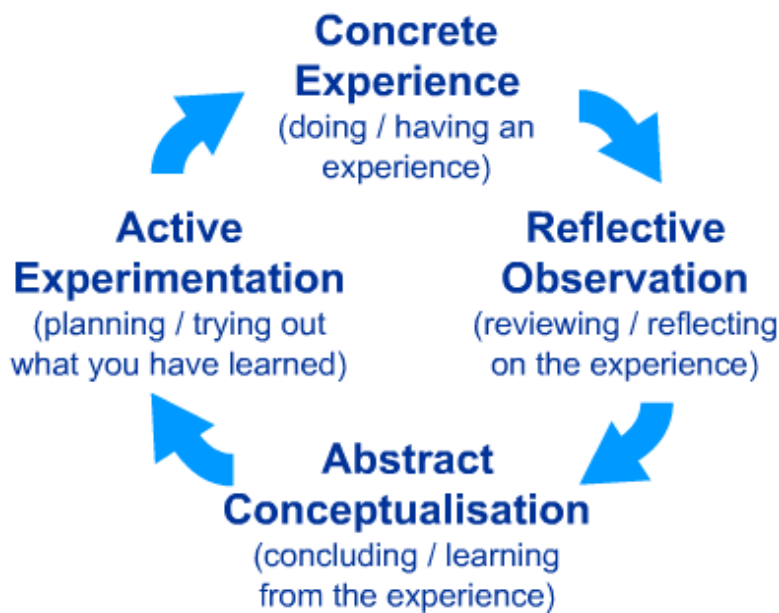 Concrete
Experience
(doing / having an
experience)
Reflective
Observation
(reviewing / reflecting
on the experience)
Abstract
Conceptualisation
(concluding / learning
from the experience)
Active
Experimentation
(planning / trying out
what you have learned)